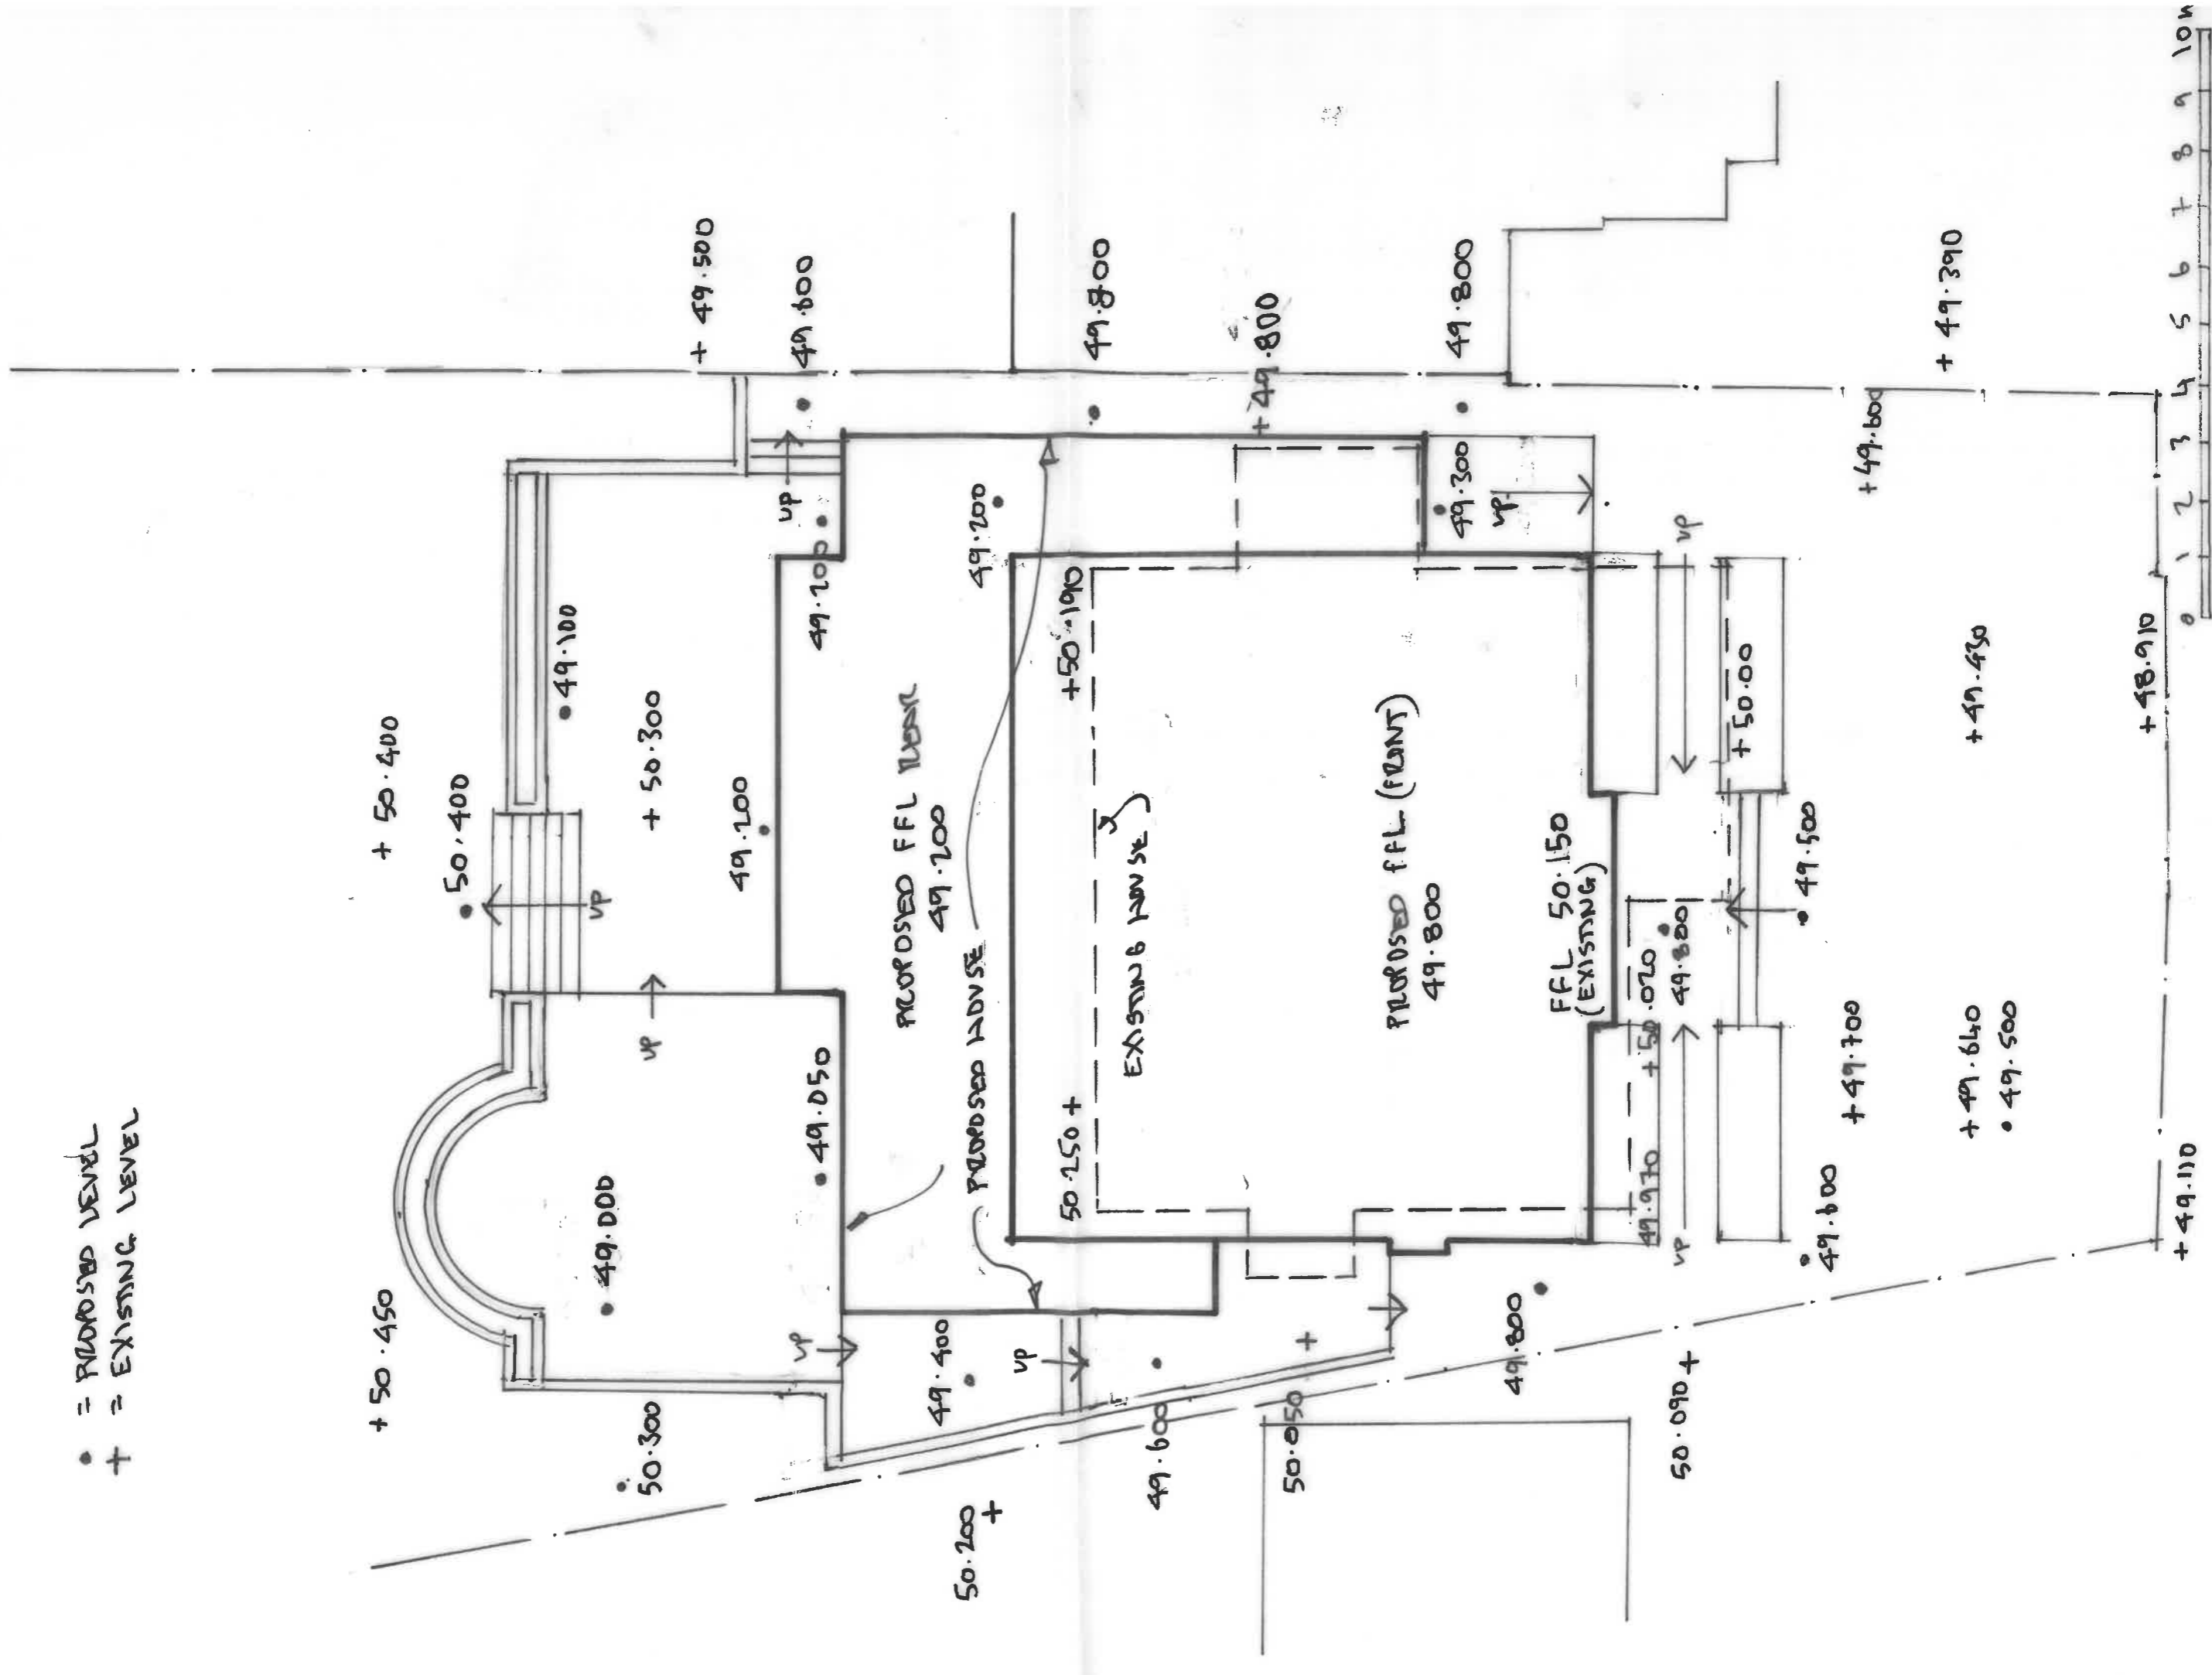 • = PROPOSED LEVEL
+ = EXISTING LEVEL
+ 50.450
+ 50.400
• 50.400
50.300
• 49.000
UP
UP
+ 50.300
• 49.100
+ 49.500
49.600
UP
UP
49.050
49.200
49.200
49.400
PROPOSED FFL REAR
49.200
49.200
PROPOSED HOUSE
50.200 +
UP
50.250 +
+50.190
49.800
49.600
EXISTING HOUSE
+49.800
50.050 +
PROPOSED FFL (FRONT)
49.800
49.300
UP
49.800
49.800
FFL 50.150
(EXISTING)
50.090 +
49.970
+ 50.020
49.800
UP
UP
+ 50.00
49.600
+49.700
• 49.500
+49.600
+ 49.640
• 49.500
+49.430
+ 49.390
+49.110
+48.910
0 1 2 3 4 5 6 7 8 9 10M